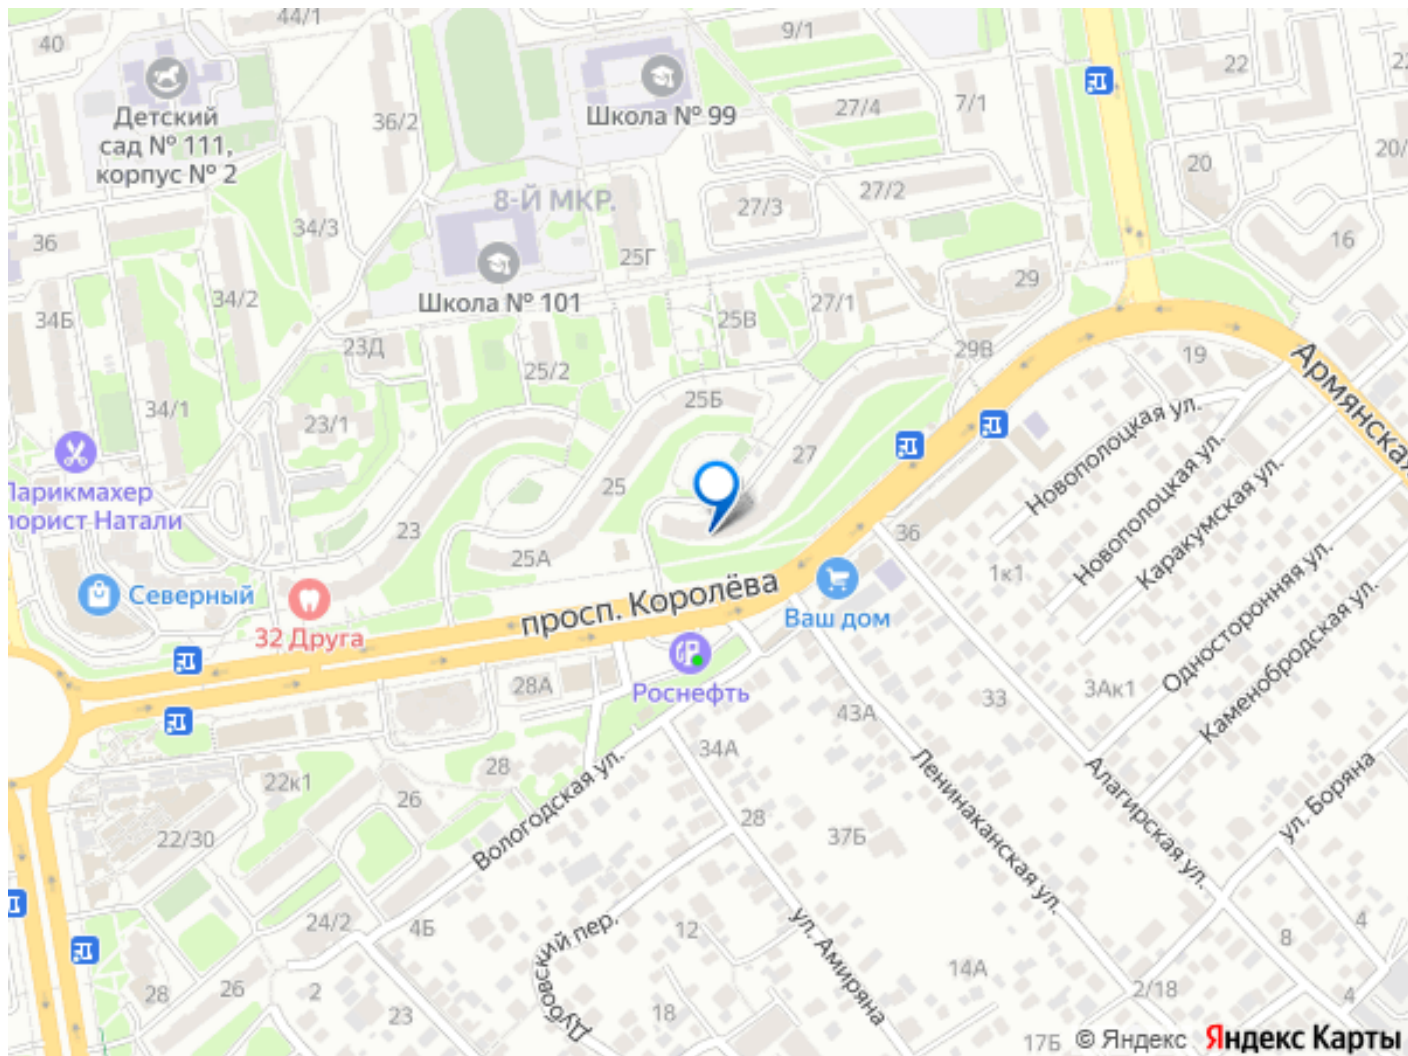 44/1
40
9/1
22
Детский
сад № 111,
корпус № 2
36/2
Школа № 99
27/4
7/1
20
20/
8-Й МКР.
27/3
27/2
34/3
36
25Г
16
34/2
Школа № 101
29
34Б
25В
27/1
23Д
25/2
29В
19
Армянская
34/1
23/1
25Б
27
Новополоцкая ул.
Новополоцкая ул.
Каракумская ул.
Парикмахер
лорист Натали
25
23
25А
36
1к1
Северный
32 Друга
просп. Королёва
Ваш дом
Односторонняя ул.
Каменобродская ул.
28А
Роснефть
33
3Ак1
43А
34А
28
22к1
26
Вологодская ул.
28
37Б
Ленинаканская ул.
Алагирская ул.
ул. Боряна
22/30
24/2
4Б
Дубовский пер.
12
ул. Амиряна
14А
8
4
28
26
2
23
18
2/18
4
17Б
© Яндекс Яндекс Карты